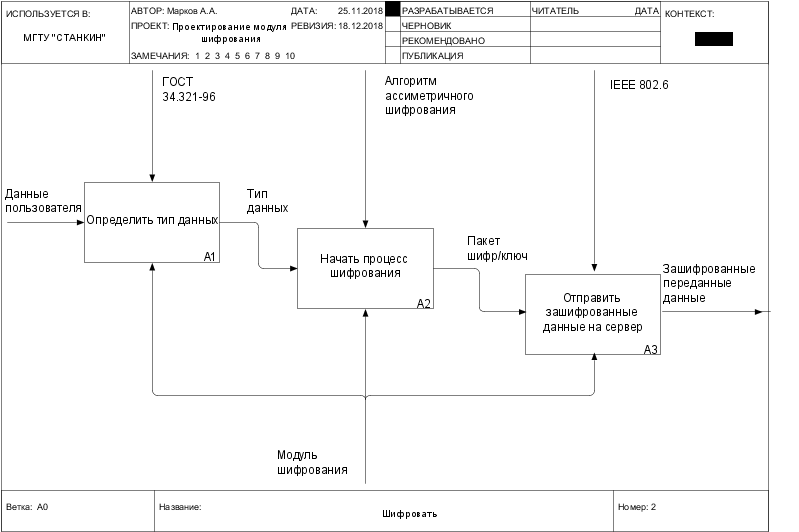 ИСПОЛЬЗУЕТСЯ В:
МГТУ "СТАНКИН"
АВТОР: Марков А.А.
ДАТА: 25.11.2018
ПРОЕКТ: Проектирование модуля
шифрования
РЕВИЗИЯ: 18.12.2018
ЗАМЕЧАНИЯ: 1 2 3 4 5 6 7 8 9 10
РАЗРАБАТЫВАЕТСЯ
ЧЕРНОВИК
РЕКОМЕНДОВАНО
ПУБЛИКАЦИЯ
ЧИТАТЕЛЬ
ДАТА
КОНТЕКСТ:
ГОСТ
34.321-96
Алгоритм
ассиметричного
шифрования
IEEE 802.6
Данные
пользователя
Определить тип данных
A1
Тип
данных
Начать процесс
шифрования
A2
Пакет
шифр/ключ
Отправить
зашифрованные
данные на сервер
A3
Зашифрованные
переданные
данные
Модуль
шифрования
Ветка: A0
Название:
Шифровать
Номер: 2